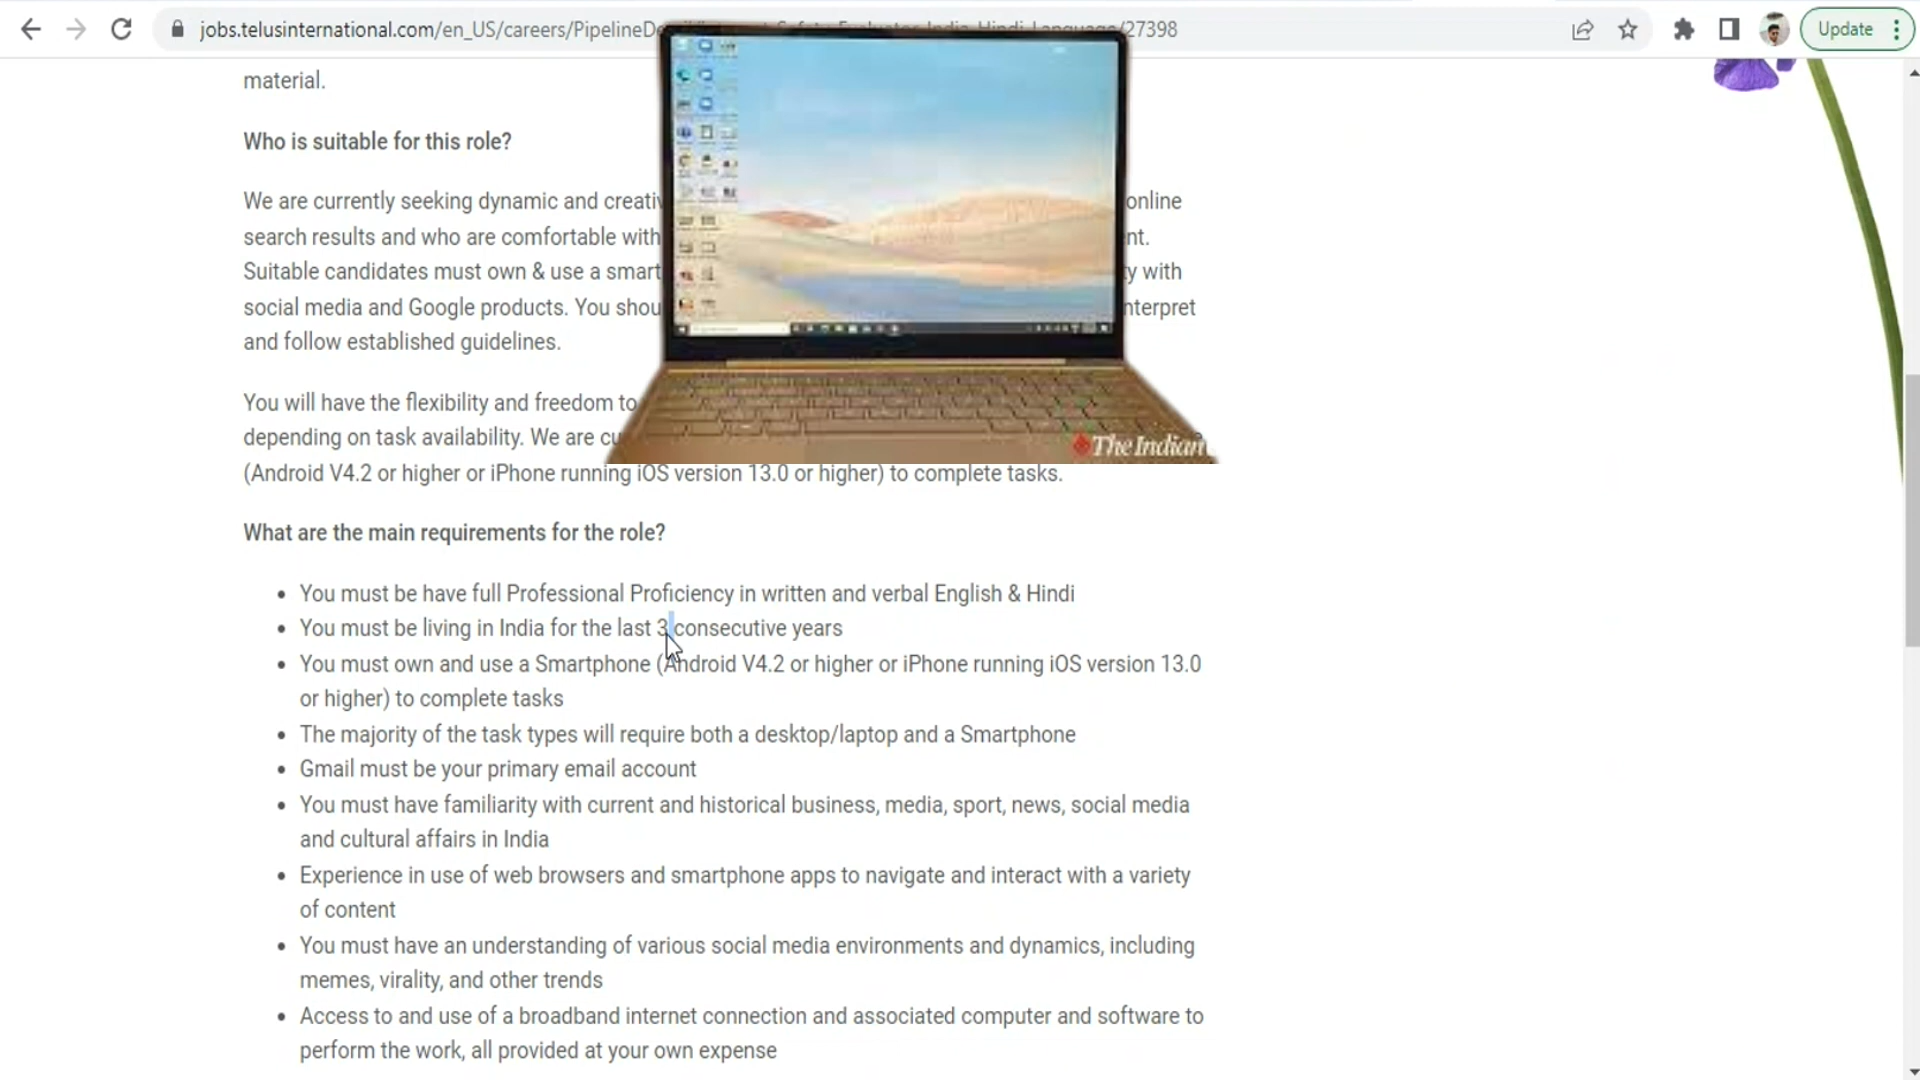 jobs.telusinternational.com/en_US/careers/PipelineDe 27398
Update
material.
Who is suitable for this role?
We are currently seeking dynamic and creativ online
search results and who are comfortable with nt.
Suitable candidates must own & use a smart y with
social media and Google products. You shou nterpret
and follow established guidelines.
You will have the flexibility and freedom to
depending on task availability. We are cu
The Indian
(Android V4.2 or higher or iPhone running iOS version 13.0 or higher) to complete tasks.
What are the main requirements for the role?
• You must be have full Professional Proficiency in written and verbal English & Hindi
• You must be living in India for the last 3 consecutive years
• You must own and use a Smartphone (Android V4.2 or higher or iPhone running iOS version 13.0
or higher) to complete tasks
• The majority of the task types will require both a desktop/laptop and a Smartphone
• Gmail must be your primary email account
• You must have familiarity with current and historical business, media, sport, news, social media
and cultural affairs in India
• Experience in use of web browsers and smartphone apps to navigate and interact with a variety
of content
• You must have an understanding of various social media environments and dynamics, including
memes, virality, and other trends
• Access to and use of a broadband internet connection and associated computer and software to
perform the work, all provided at your own expense